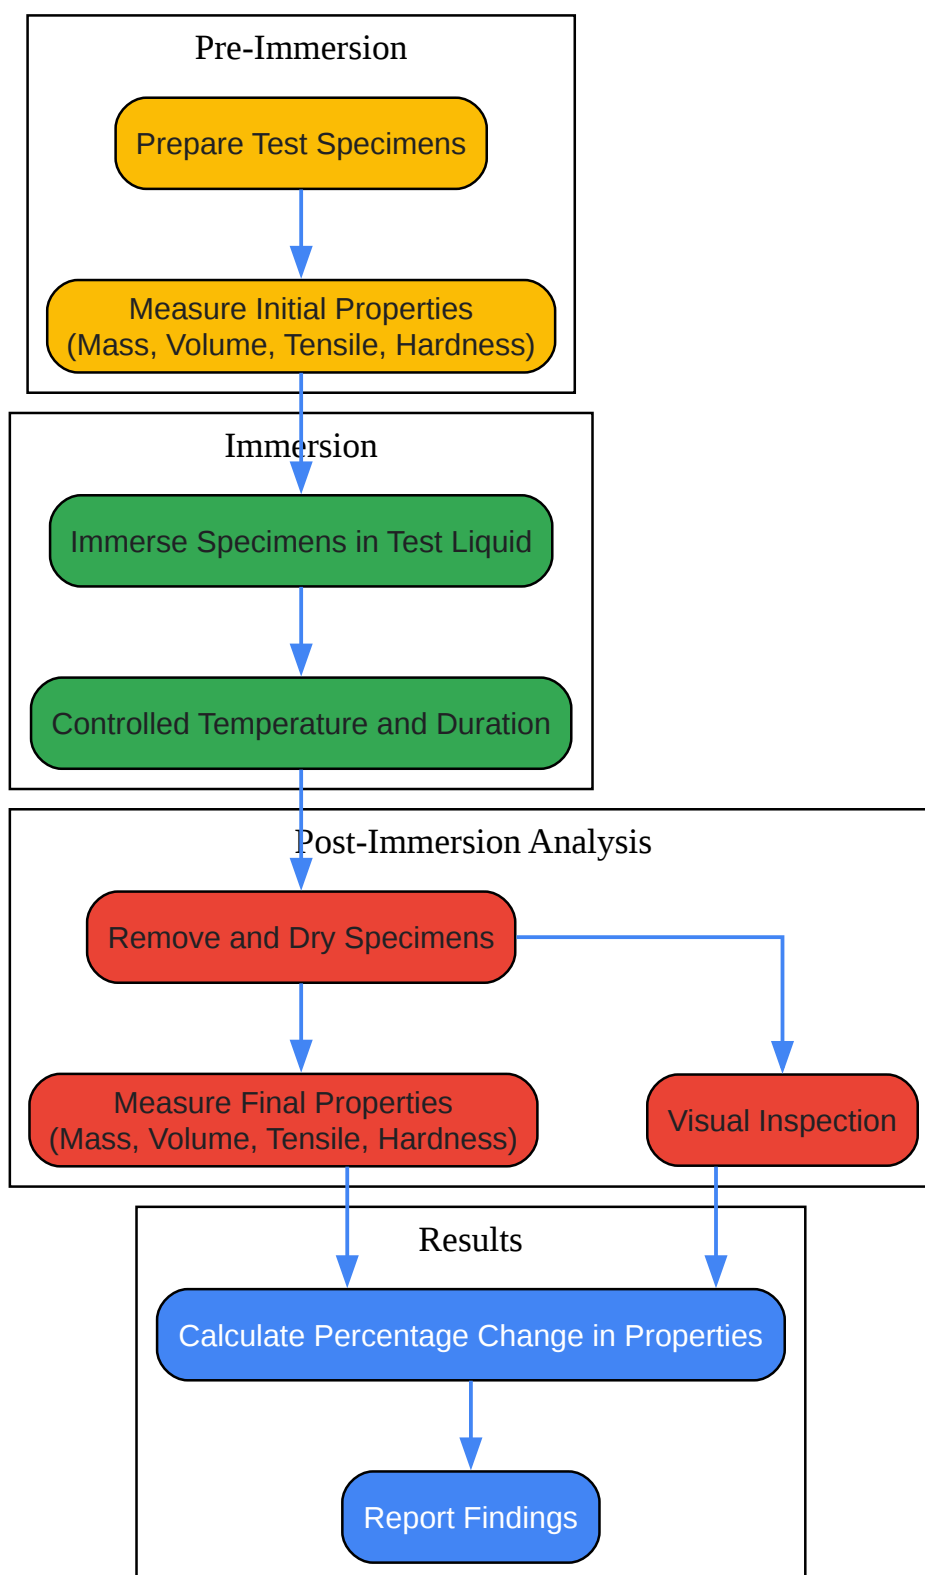 Pre-Immersion
Prepare Test Specimens
Measure Initial Properties
(Mass, Volume, Tensile, Hardness)
Immersion
Immerse Specimens in Test Liquid
Controlled Temperature and Duration
Post-Immersion Analysis
Remove and Dry Specimens
Measure Final Properties
(Mass, Volume, Tensile, Hardness)
Visual Inspection
Results
Calculate Percentage Change in Properties
Report Findings